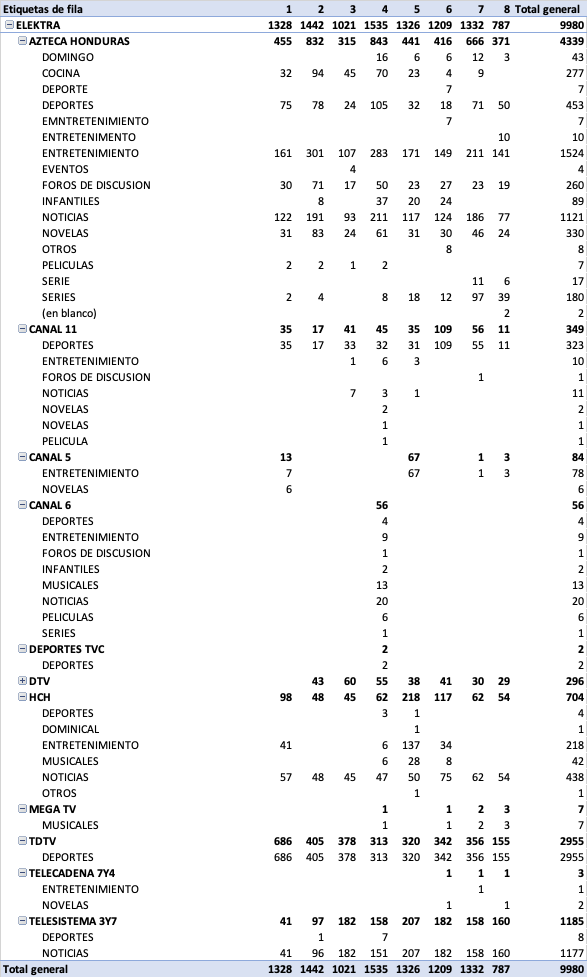 Etiquetas de fila 1 2 3 4 5 6 7 8 Total general
ELEKTRA 1328 1442 1021 1535 1326 1209 1332 787 9980
AZTECA HONDURAS 455 832 315 843 441 416 666 371 4339
DOMINGO 16 6 6 12 3 43
COCINA 32 94 45 70 23 4 9 277
DEPORTE 7 7
DEPORTES 75 78 24 105 32 18 71 50 453
EMNTRETENIMIENTO 7 7
ENTRETENIMENTO 10 10
ENTRETENIMIENTO 161 301 107 283 171 149 211 141 1524
EVENTOS 4 4
FOROS DE DISCUSION 30 71 17 50 23 27 23 19 260
INFANTILES 8 37 20 24 89
NOTICIAS 122 191 93 211 117 124 186 77 1121
NOVELAS 31 83 24 61 31 30 46 24 330
OTROS 8 8
PELICULAS 2 2 1 2 7
SERIE 11 6 17
SERIES 2 4 8 18 12 97 39 180
(en blanco) 2 2
CANAL 11 35 17 41 45 35 109 56 11 349
DEPORTES 35 17 33 32 31 109 55 11 323
ENTRETENIMIENTO 1 6 3 10
FOROS DE DISCUSION 1 1
NOTICIAS 7 3 1 11
NOVELAS 2 2
NOVELAS 1 1
PELICULA 1 1
CANAL 5 13 67 1 3 84
ENTRETENIMIENTO 7 67 1 3 78
NOVELAS 6 6
CANAL 6 56 56
DEPORTES 4 4
ENTRETENIMIENTO 9 9
FOROS DE DISCUSION 1 1
INFANTILES 2 2
MUSICALES 13 13
NOTICIAS 20 20
PELICULAS 6 6
SERIES 1 1
DEPORTES TVC 2 2
DEPORTES 2 2
DTV 43 60 55 38 41 30 29 296
HCH 98 48 45 62 218 117 62 54 704
DEPORTES 3 1 4
DOMINICAL 1 1
ENTRETENIMIENTO 41 6 137 34 218
MUSICALES 6 28 8 42
NOTICIAS 57 48 45 47 50 75 62 54 438
OTROS 1 1
MEGA TV 1 1 2 3 7
MUSICALES 1 1 2 3 7
TDTV 686 405 378 313 320 342 356 155 2955
DEPORTES 686 405 378 313 320 342 356 155 2955
TELECADENA 7Y4 1 1 1 3
ENTRETENIMIENTO 1 1
NOVELAS 1 1 2
TELESISTEMA 3Y7 41 97 182 158 207 182 158 160 1185
DEPORTES 1 7 8
NOTICIAS 41 96 182 151 207 182 158 160 1177
Total general 1328 1442 1021 1535 1326 1209 1332 787 9980